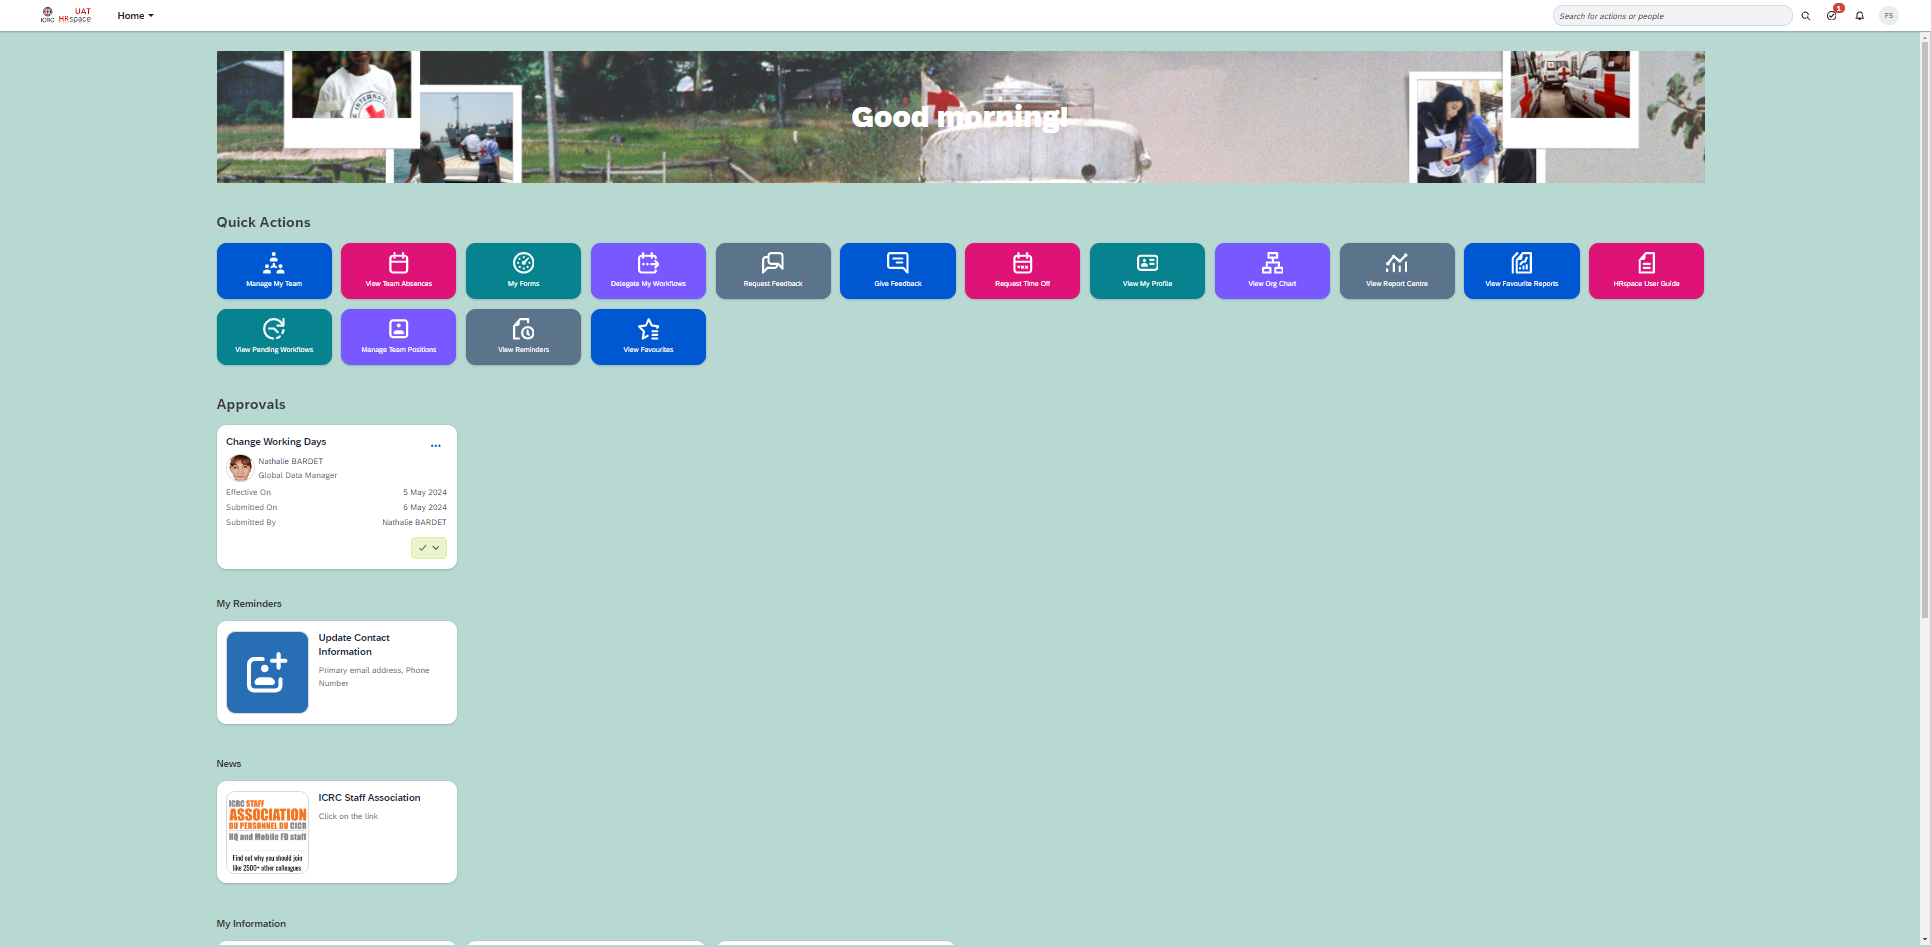 ICRC
UAT
HRspace
Home
Search for actions or people
1
FS
INTERNAT
Good morning!
Quick Actions
Manage My Team
View Team Absences
My Forms
Delegate My Workflows
Request Feedback
Give Feedback
Request Time Off
View My Profile
View Org Chart
View Report Centre
View Favourite Reports
HRspace User Guide
View Pending Workflows
Manage Team Positions
View Reminders
View Favourites
Approvals
Change Working Days
Nathalie BARDET
Global Data Manager
Effective On 5 May 2024
Submitted On 6 May 2024
Submitted By Nathalie BARDET
My Reminders
Update Contact
Information
Primary email address, Phone
Number
News
ICRC STAFF
ASSOCIATION
DU PERSONNEL DU CICR
HQ and Mobile FB staff
Find out why you should join
like 2500+ other colleagues
ICRC Staff Association
Click on the link
My Information